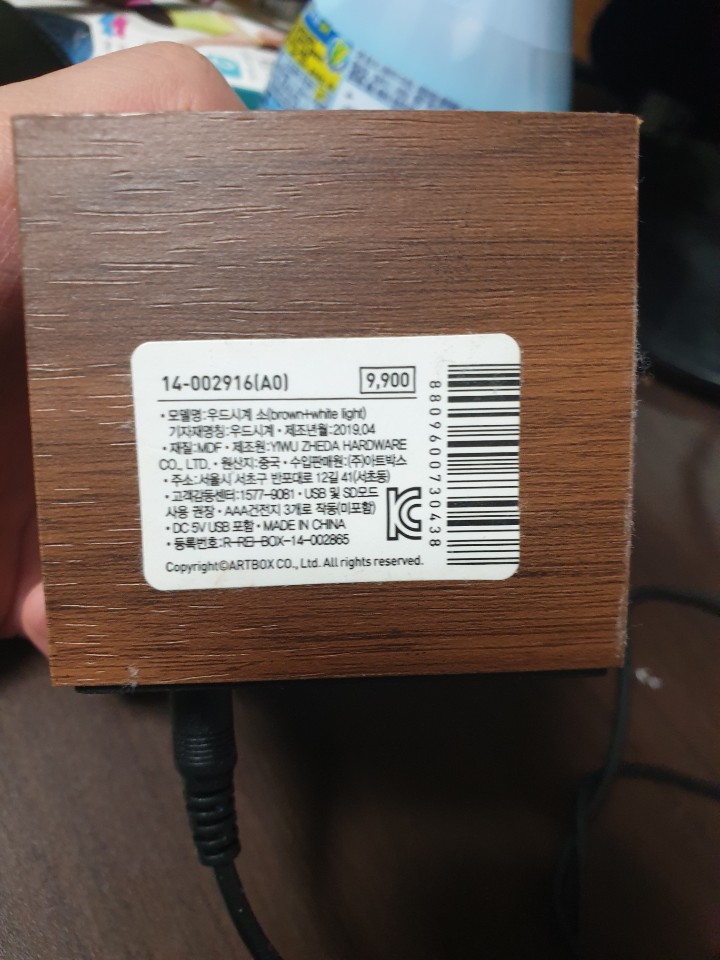 14-002916(A0)
9,900
• 모델명:우드시계 소(brown+white light)
기자재명칭:우드시계 • 제조년월:2019.04
• 재질:MDF • 제조원:YIWU ZHEDA HARDWARE
CO., LTD. • 원산지:중국 • 수입판매원:(주)아트박스
• 주소:서울시 서초구 반포대로 12길 41(서초동)
• 고객감동센터:1577-9081 • USB 및 5D모드
사용 권장 • AAA건전지 3개로 작동(미포함)
• DC 5V USB 포함 • MADE IN CHINA
• 등록번호:R-REI-BOX-14-002865
Copyright©ARTBOX CO., Ltd. All rights reserved.
8809600730438